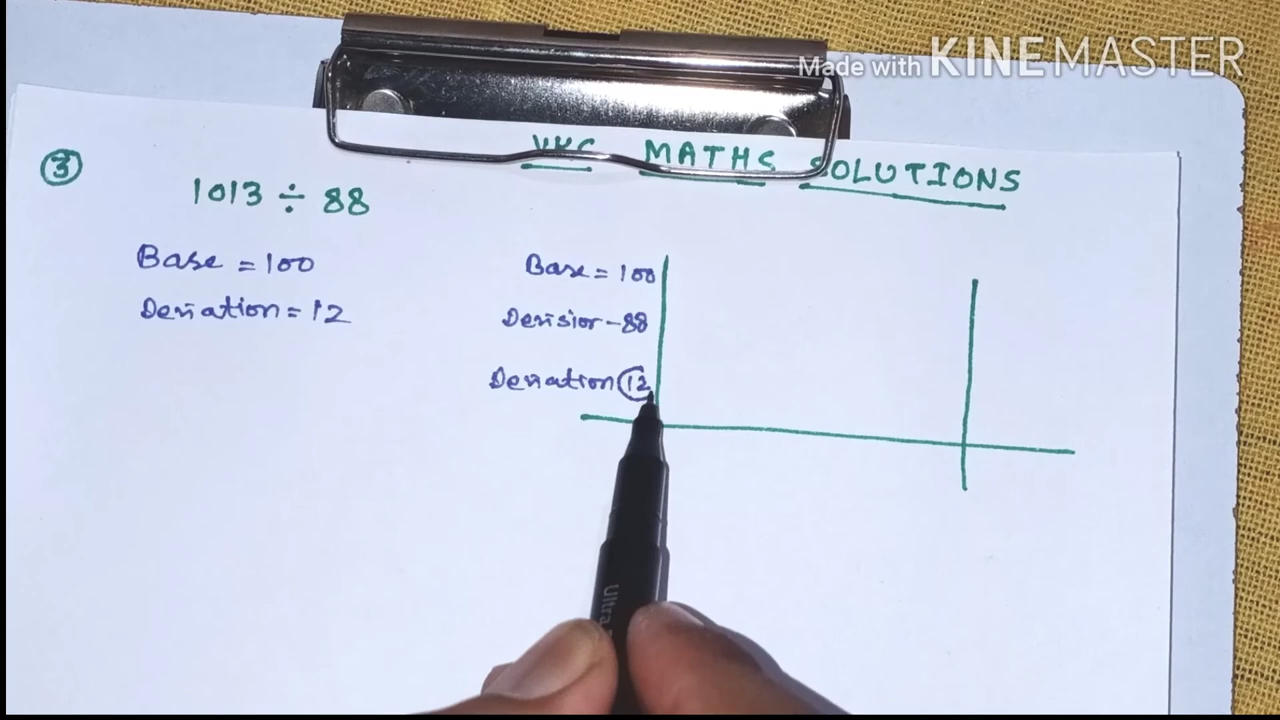 Made with KINEMASTER
MATHS SOLUTIONS
3
1013 ÷ 88
Base = 100
Deviation = 12
Base = 100
Devisior - 88
Deviation 12
Ultra